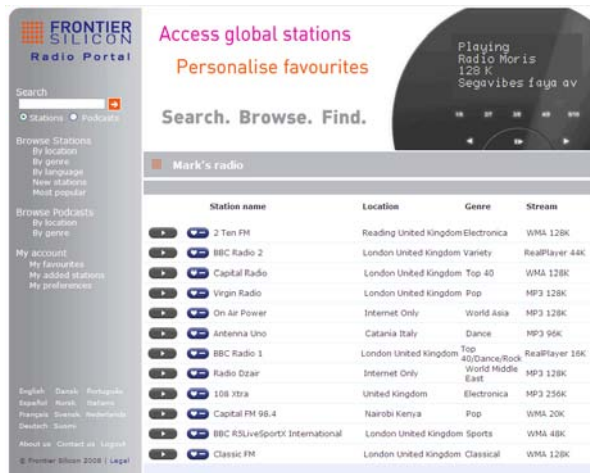 FRONTIER
SILICON
Radio Portal
Search
Stations Podcasts
Browse Stations
By location
By genre
By language
New stations
Most popular
Browse Podcasts
By location
By genre
My account
My favourites
My added stations
My preferences
English Dansk Português
Español Norsk Italiano
Français Svensk Nederlands
Deutsch Suomi
About us Contact us Logout
© Frontier Silicon 2008 | Legal
Access global stations
Personalise favourites
Search. Browse. Find.
Playing
Radio Moris
128 K
Segavibes faya av
Mark's radio
Station name Location Genre Stream
2 Ten FM Reading United Kingdom Electronica WMA 128K
BBC Radio 2 London United Kingdom Variety RealPlayer 44K
Capital Radio London United Kingdom Top 40 WMA 128K
Virgin Radio London United Kingdom Pop MP3 128K
On Air Power Internet Only World Asia MP3 128K
Antenna Uno Catania Italy Dance MP3 96K
BBC Radio 1 London United Kingdom Top 40/Dance/Rock RealPlayer 16K
Radio Dzair Internet Only World Middle East MP3 128K
108 Xtra United Kingdom Electronica MP3 256K
Capital FM 98.4 Nairobi Kenya Pop WMA 20K
BBC R5LiveSportX International London United Kingdom Sports WMA 48K
Classic FM London United Kingdom Classical WMA 128K